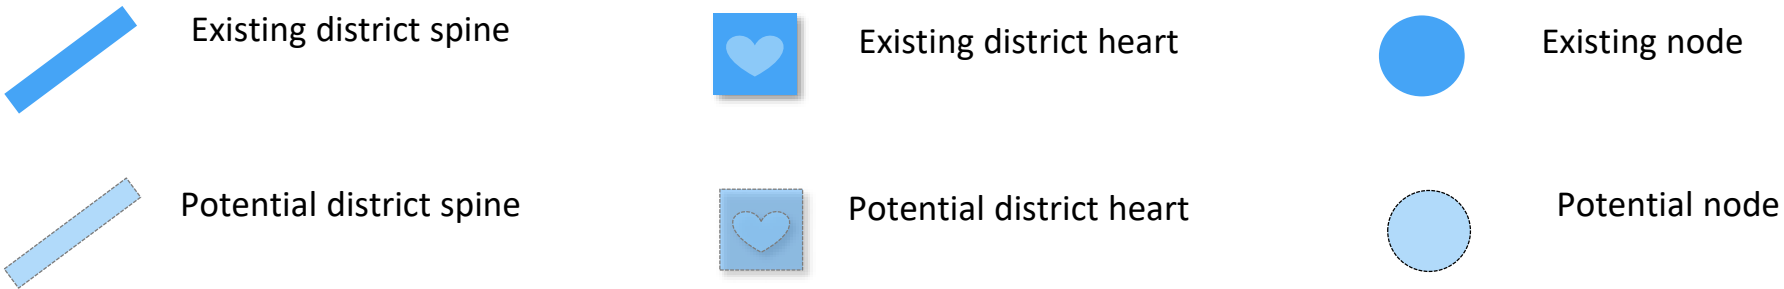 Existing district spine
Existing district heart
Existing node
Potential district spine
Potential district heart
Potential node